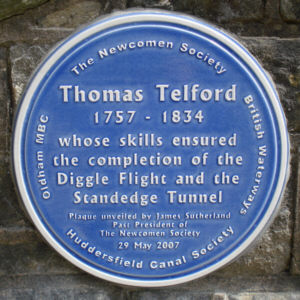 The Newcomen Society
Oldham MBC
British Waterways
Thomas Telford
1757 - 1834
whose skills ensured
the completion of the
Diggle Flight and the
Standedge Tunnel
Plaque unveiled by James Sutherland
Past President of
The Newcomen Society
29 May 2007
Huddersfield Canal Society